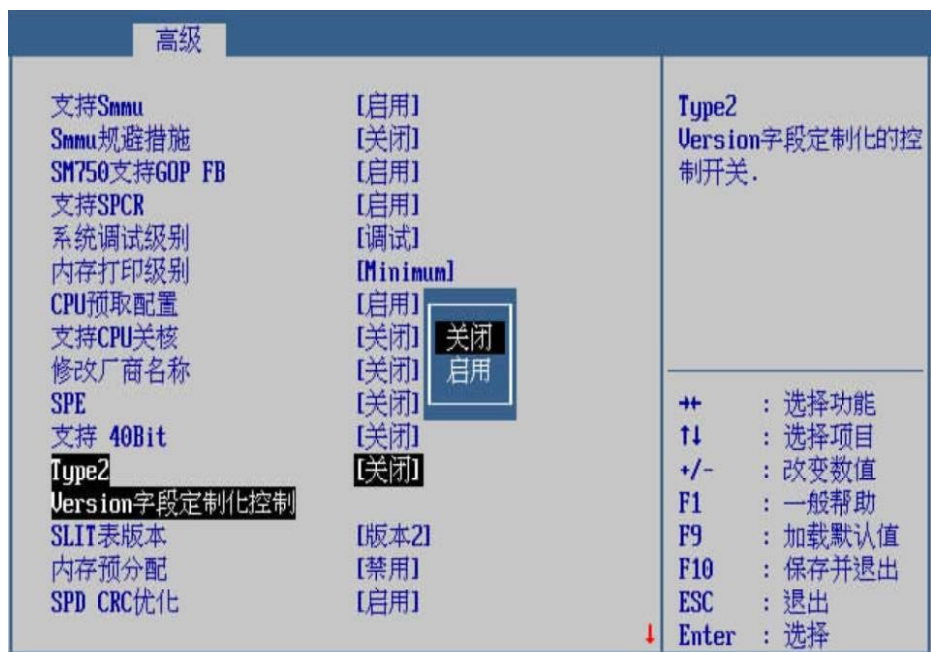 高级
支持Smmu [启用]
Smmu规避措施 [关闭]
SM750支持GOP FB [启用]
支持SPCR [启用]
系统调试级别 [调试]
内存打印级别 [Minimum]
CPU预取配置 [启用]
支持CPU关核 [关闭]
修改厂商名称 [关闭]
SPE [关闭]
支持 40Bit [关闭]
Type2 [关闭]
Version字段定制化控制
SLIT表版本 [版本2]
内存预分配 [禁用]
SPD CRC优化 [启用]
关闭
启用
Type2
Version字段定制化的控
制开关.
→← : 选择功能
↑↓ : 选择项目
+/- : 改变数值
F1 : 一般帮助
F9 : 加载默认值
F10 : 保存并退出
ESC : 退出
Enter : 选择